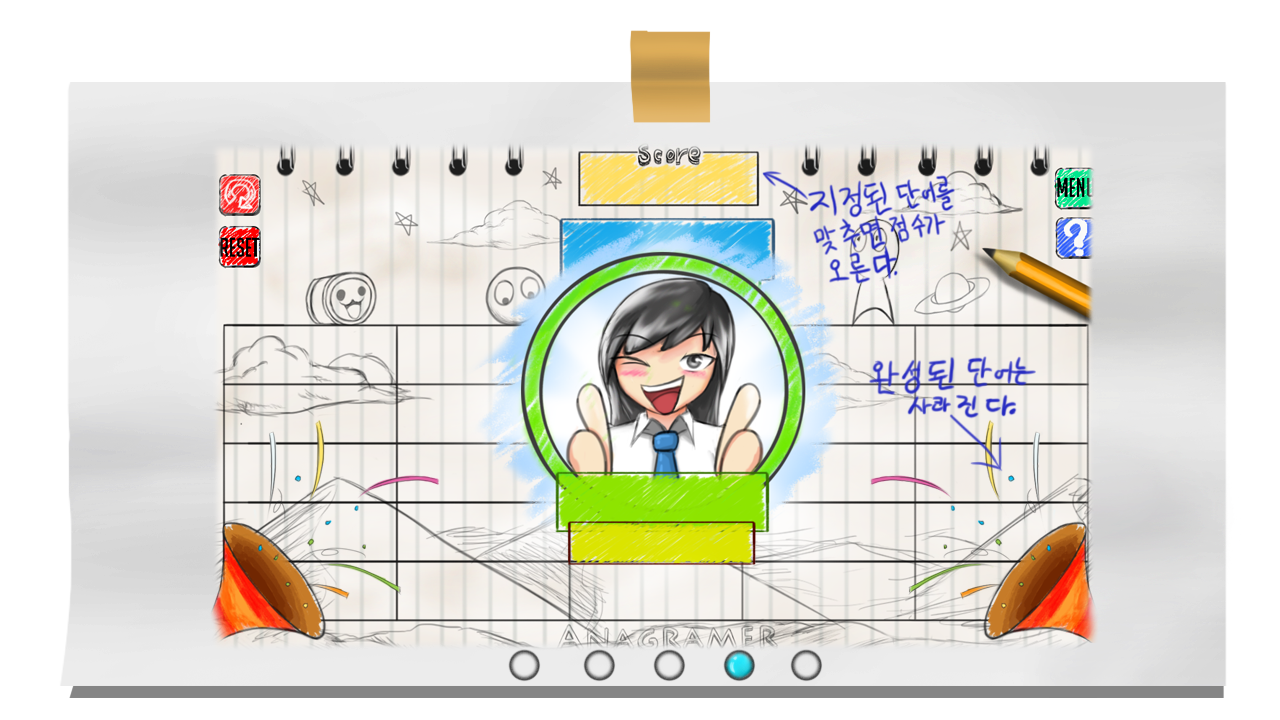 Score
지정된 단어를
맞추면 점수가
오른다.
MENU
RESET
?
완성된 단어는
사라진다.
ANAGRAMER